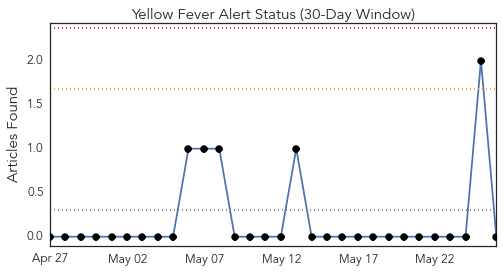 Yellow Fever Alert Status (30-Day Window)
Articles Found
2.0
1.5
1.0
0.5
0.0
Apr 27 May 02 May 07 May 12 May 17 May 22